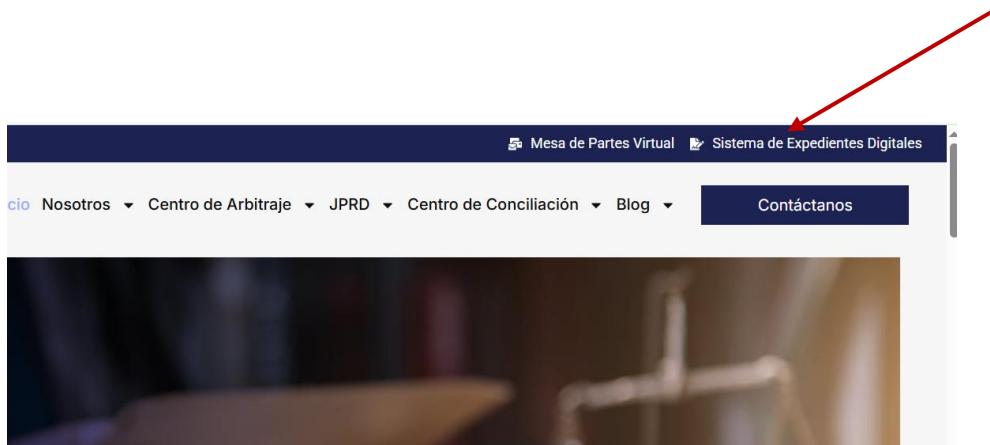 Mesa de Partes Virtual Sistema de Expedientes Digitales
cio Nosotros Centro de Arbitraje JPRD Centro de Conciliación Blog Contáctanos